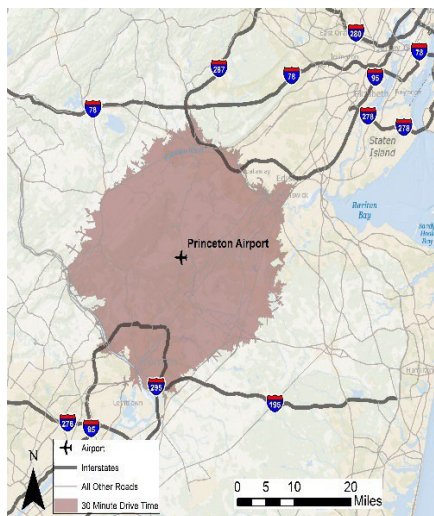 280
287
78
78
95
78
278
278
Staten
Island
Raritan
Bay
Princeton Airport
295
195
276
95
Airport
Interstates
All Other Roads
30 Minute Drive Time
N
0
5
10
20
Miles